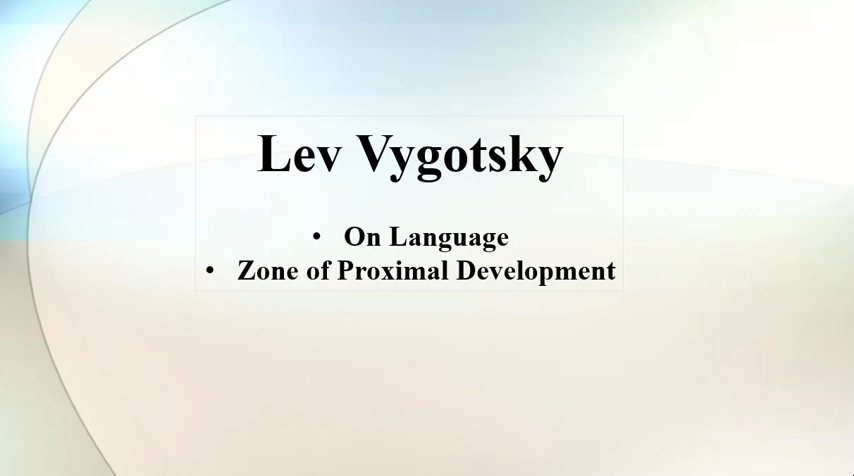 Lev Vygotsky
• On Language
• Zone of Proximal Development